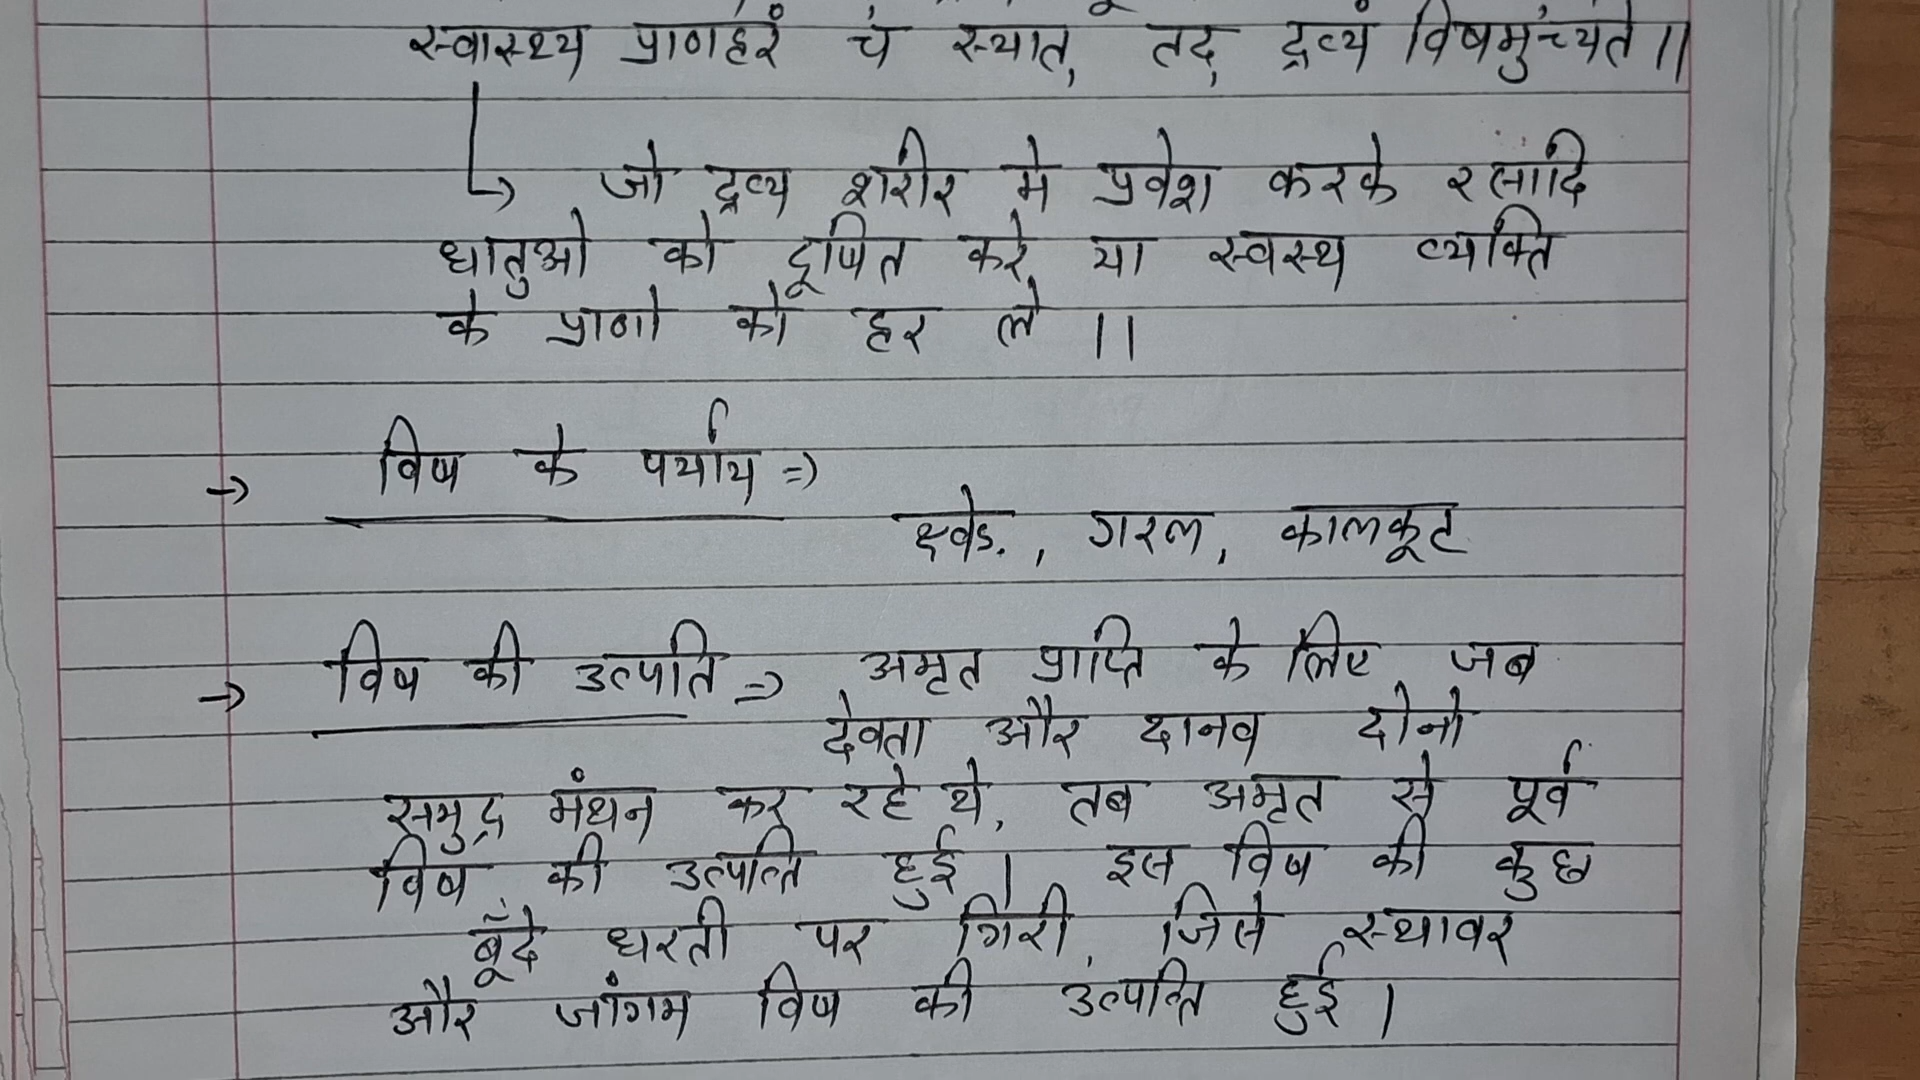 स्वास्थ्य प्राणहरं चं स्यात, तद, द्रव्यं विषमुंच्यते ॥
↳ जो द्रव्य शरीर मे प्रवेश करके रसादि
धातुओ को दूषित करे, या स्वस्थ व्यक्ति
के प्राणो को हर ले ।।
→ विष के पर्याय ⇒
क्ष्वेड., गरल, कालकूट
→ विष की उत्पति ⇒ अमृत प्राप्ति के लिए जब
देवता और दानव दोनो
समुद्र मंथन कर रहे थे, तब अमृत से पूर्व
विष की उत्पत्ति हुई । इस विष की कुछ
बूँदे धरती पर गिरी, जिसे स्थावर
और जांगम विष की उत्पत्ति हुई ।